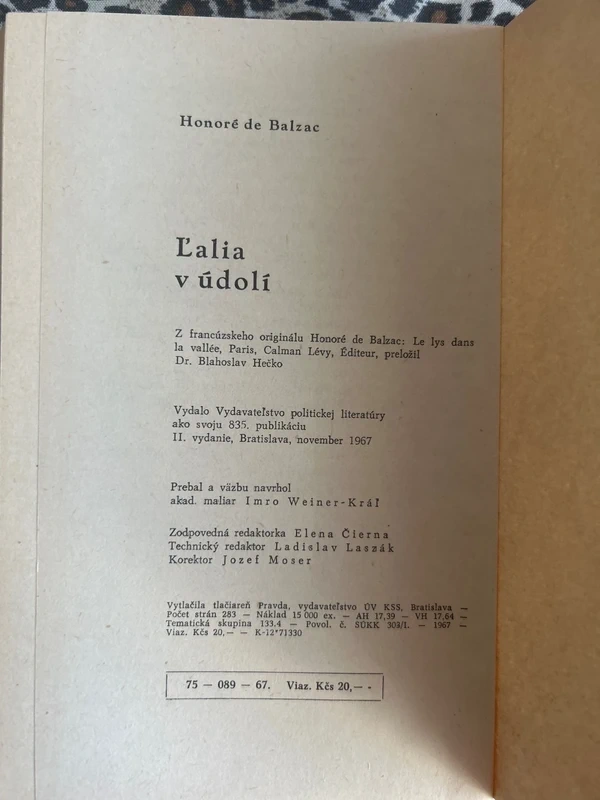 Honoré de Balzac
Ľalia
v údolí
Z francúzskeho originálu Honoré de Balzac: Le lys dans
la vallée, Paris, Calman Lévy, Éditeur, preložil
Dr. Blahoslav Hečko
Vydalo Vydavateľstvo politickej literatúry
ako svoju 835. publikáciu
II. vydanie, Bratislava, november 1967
Prebal a väzbu navrhol
akad. maliar Imro Weiner-Kráľ
Zodpovedná redaktorka Elena Čierna
Technický redaktor Ladislav Laszák
Korektor Jozef Moser
Vytlačila tlačiareň Pravda, vydavateľstvo ÚV KSS, Bratislava —
Počet strán 283 — Náklad 15 000 ex. — AH 17,39 — VH 17,64 —
Tematická skupina 133.4 — Povol. č. SÚKK 303/I. — 1967 —
Viaz. Kčs 20,— — K-12*71330
75 — 089 — 67. Viaz. Kčs 20,— -